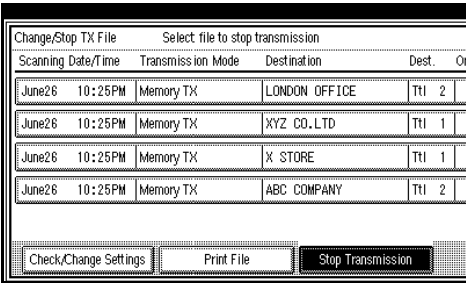 Change/Stop TX File Select file to stop transmission
Scanning Date/Time Transmission Mode Destination Dest.
June26 10:25PM Memory TX LONDON OFFICE Ttl 2
June26 10:25PM Memory TX XYZ CO.LTD Ttl 1
June26 10:25PM Memory TX X STORE Ttl 1
June26 10:25PM Memory TX ABC COMPANY Ttl 2
Check/Change Settings Print File Stop Transmission